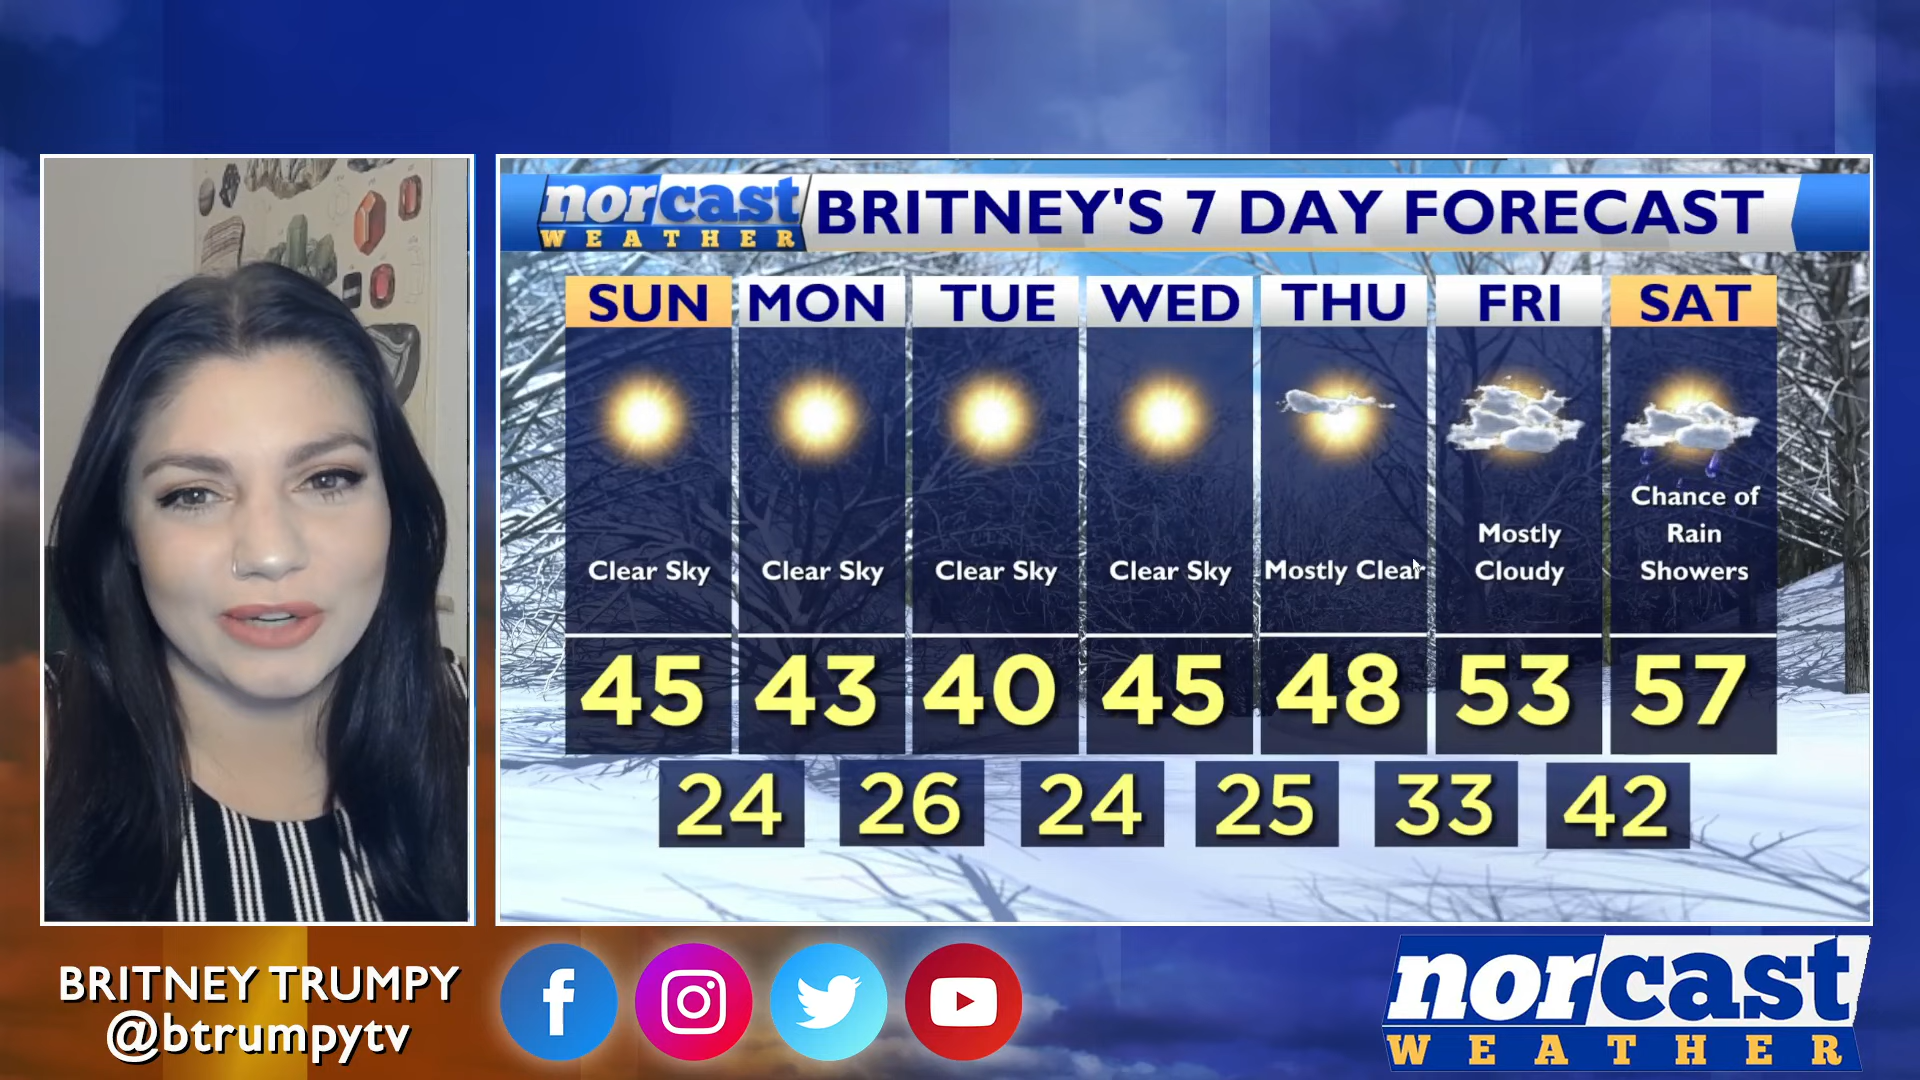 norcast
WEATHER
BRITNEY'S 7 DAY FORECAST
SUN MON TUE WED THU FRI SAT
Clear Sky
Clear Sky
Clear Sky
Clear Sky
Mostly Clear
Mostly
Cloudy
Chance of
Rain
Showers
45 43 40 45 48 53 57
24 26 24 25 33 42
BRITNEY TRUMPY
@btrumpytv
f
norcast
WEATHER